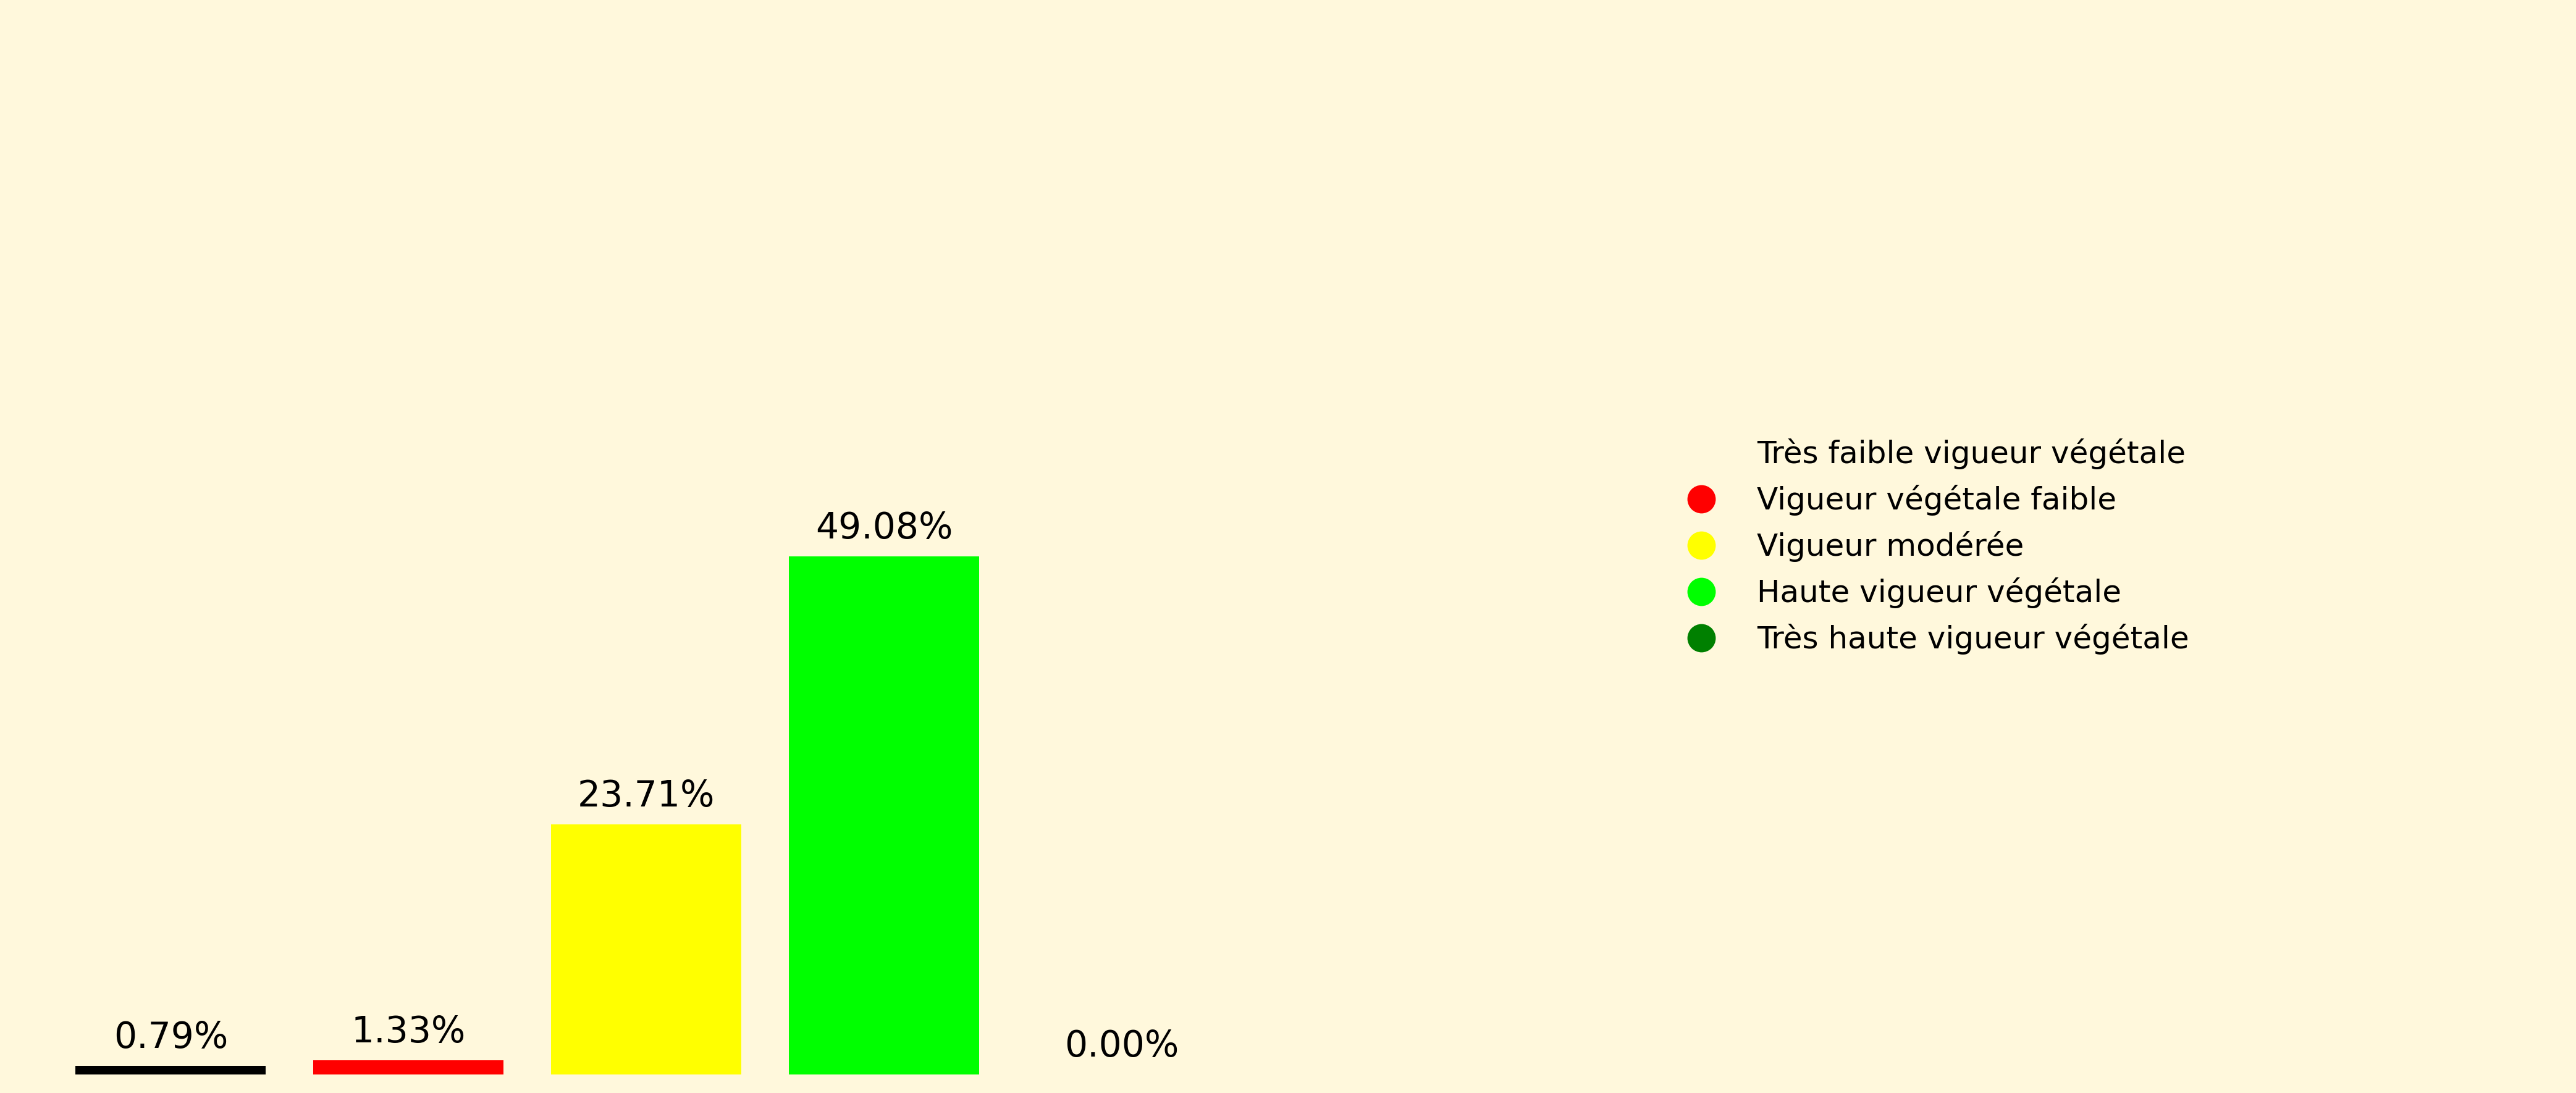 49.08%
23.71%
0.79%
1.33%
0.00%
Très faible vigueur végétale
Vigueur végétale faible
Vigueur modérée
Haute vigueur végétale
Très haute vigueur végétale